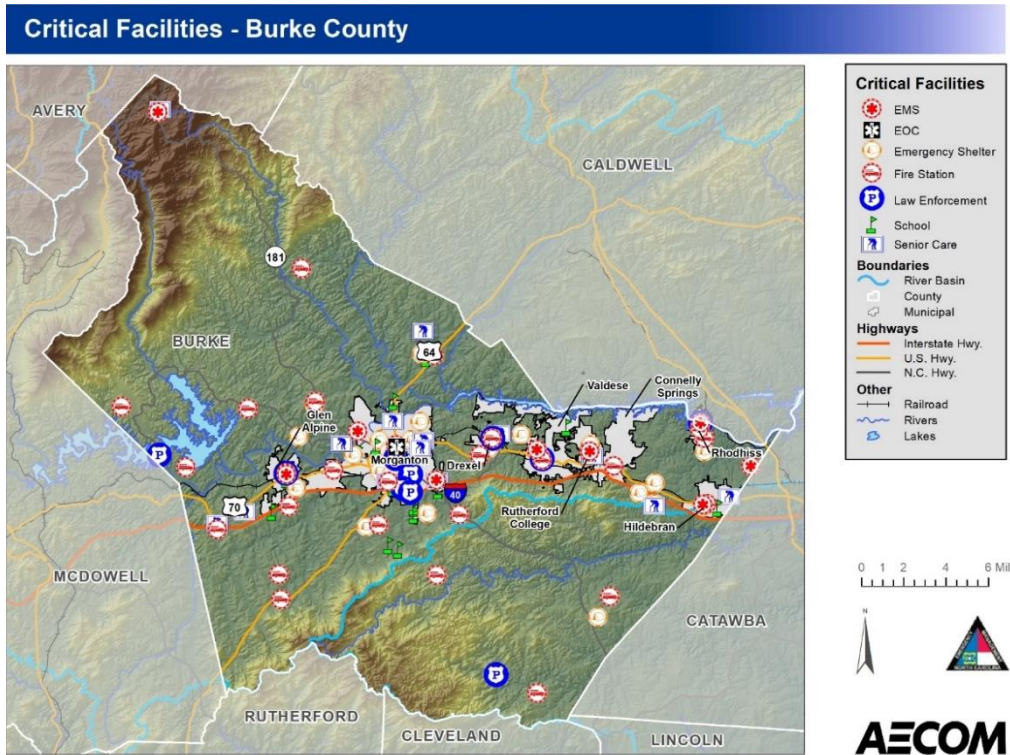 Critical Facilities - Burke County
AVERY
CALDWELL
181
BURKE
64
Valdese
Connelly
Springs
Glen
Alpine
Morganton
Drexel
Rhodhiss
70
40
Rutherford
College
Hildebran
MCDOWELL
CATAWBA
RUTHERFORD
CLEVELAND
LINCOLN
P
P
P
P
Critical Facilities
EMS
EOC
Emergency Shelter
Fire Station
P
Law Enforcement
School
Senior Care
Boundaries
River Basin
County
Municipal
Highways
Interstate Hwy.
U.S. Hwy.
N.C. Hwy.
Other
Railroad
Rivers
Lakes
0 1 2 3 4 6 Mil
N
NORTH CAROLINA
AECOM